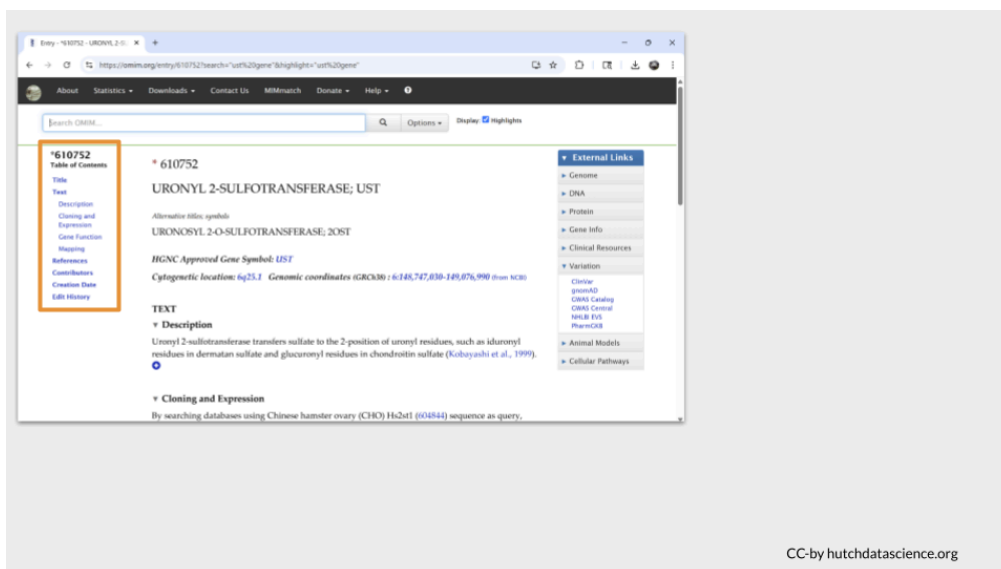 Entry - *610752 - URONYL 2-S
https://omim.org/entry/610752?search="ust%20gene"&highlight="ust%20gene"
About Statistics Downloads Contact Us MIMmatch Donate Help
Search OMIM...
Options
Display: Highlights
*610752
Table of Contents
Title
Text
Description
Cloning and
Expression
Gene Function
Mapping
References
Contributors
Creation Date
Edit History
* 610752
URONYL 2-SULFOTRANSFERASE; UST
Alternative titles; symbols
URONOSYL 2-O-SULFOTRANSFERASE; 2OST
HGNC Approved Gene Symbol: UST
Cytogenetic location: 6q25.1 Genomic coordinates (GRCh38) : 6:148,747,030-149,076,990 (from NCBI)
TEXT
▼ Description
Uronyl 2-sulfotransferase transfers sulfate to the 2-position of uronyl residues, such as iduronyl
residues in dermatan sulfate and glucuronyl residues in chondroitin sulfate (Kobayashi et al., 1999).
▼ Cloning and Expression
By searching databases using Chinese hamster ovary (CHO) Hs2st1 (604844) sequence as query,
▼ External Links
► Genome
► DNA
► Protein
► Gene Info
► Clinical Resources
▼ Variation
ClinVar
gnomAD
GWAS Catalog
GWAS Central
NHLBI EVS
PharmGKB
► Animal Models
► Cellular Pathways
CC-by hutchdatascience.org